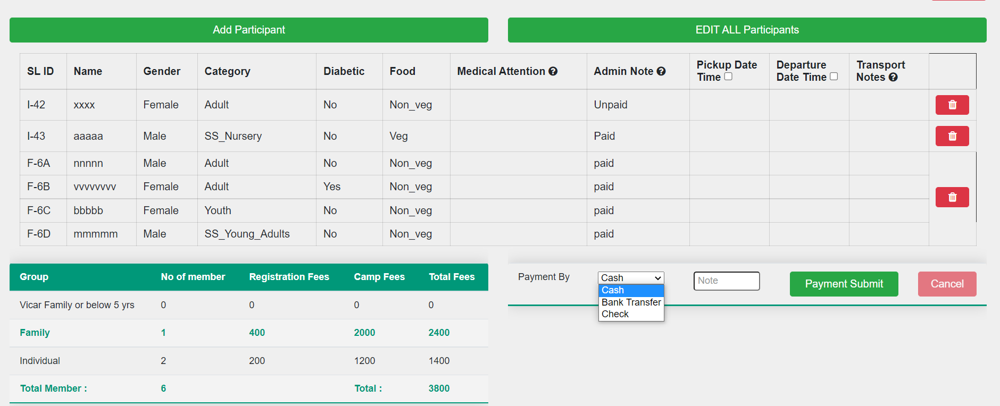 Add Participant
EDIT ALL Participants
SL ID Name Gender Category Diabetic Food Medical Attention Admin Note Pickup Date Time Departure Date Time Transport Notes
I-42 xxxx Female Adult No Non_veg Unpaid
I-43 aaaaa Male SS_Nursery No Veg Paid
F-6A nnnnn Male Adult No Non_veg paid
F-6B vvvvvvvv Female Adult Yes Non_veg paid
F-6C bbbbb Female Youth No Non_veg paid
F-6D mmmmm Male SS_Young_Adults No Non_veg paid
Group No of member Registration Fees Camp Fees Total Fees
Vicar Family or below 5 yrs 0 0 0 0
Family 1 400 2000 2400
Individual 2 200 1200 1400
Total Member : 6 Total : 3800
Payment By Cash Note Payment Submit Cancel
Cash
Bank Transfer
Check